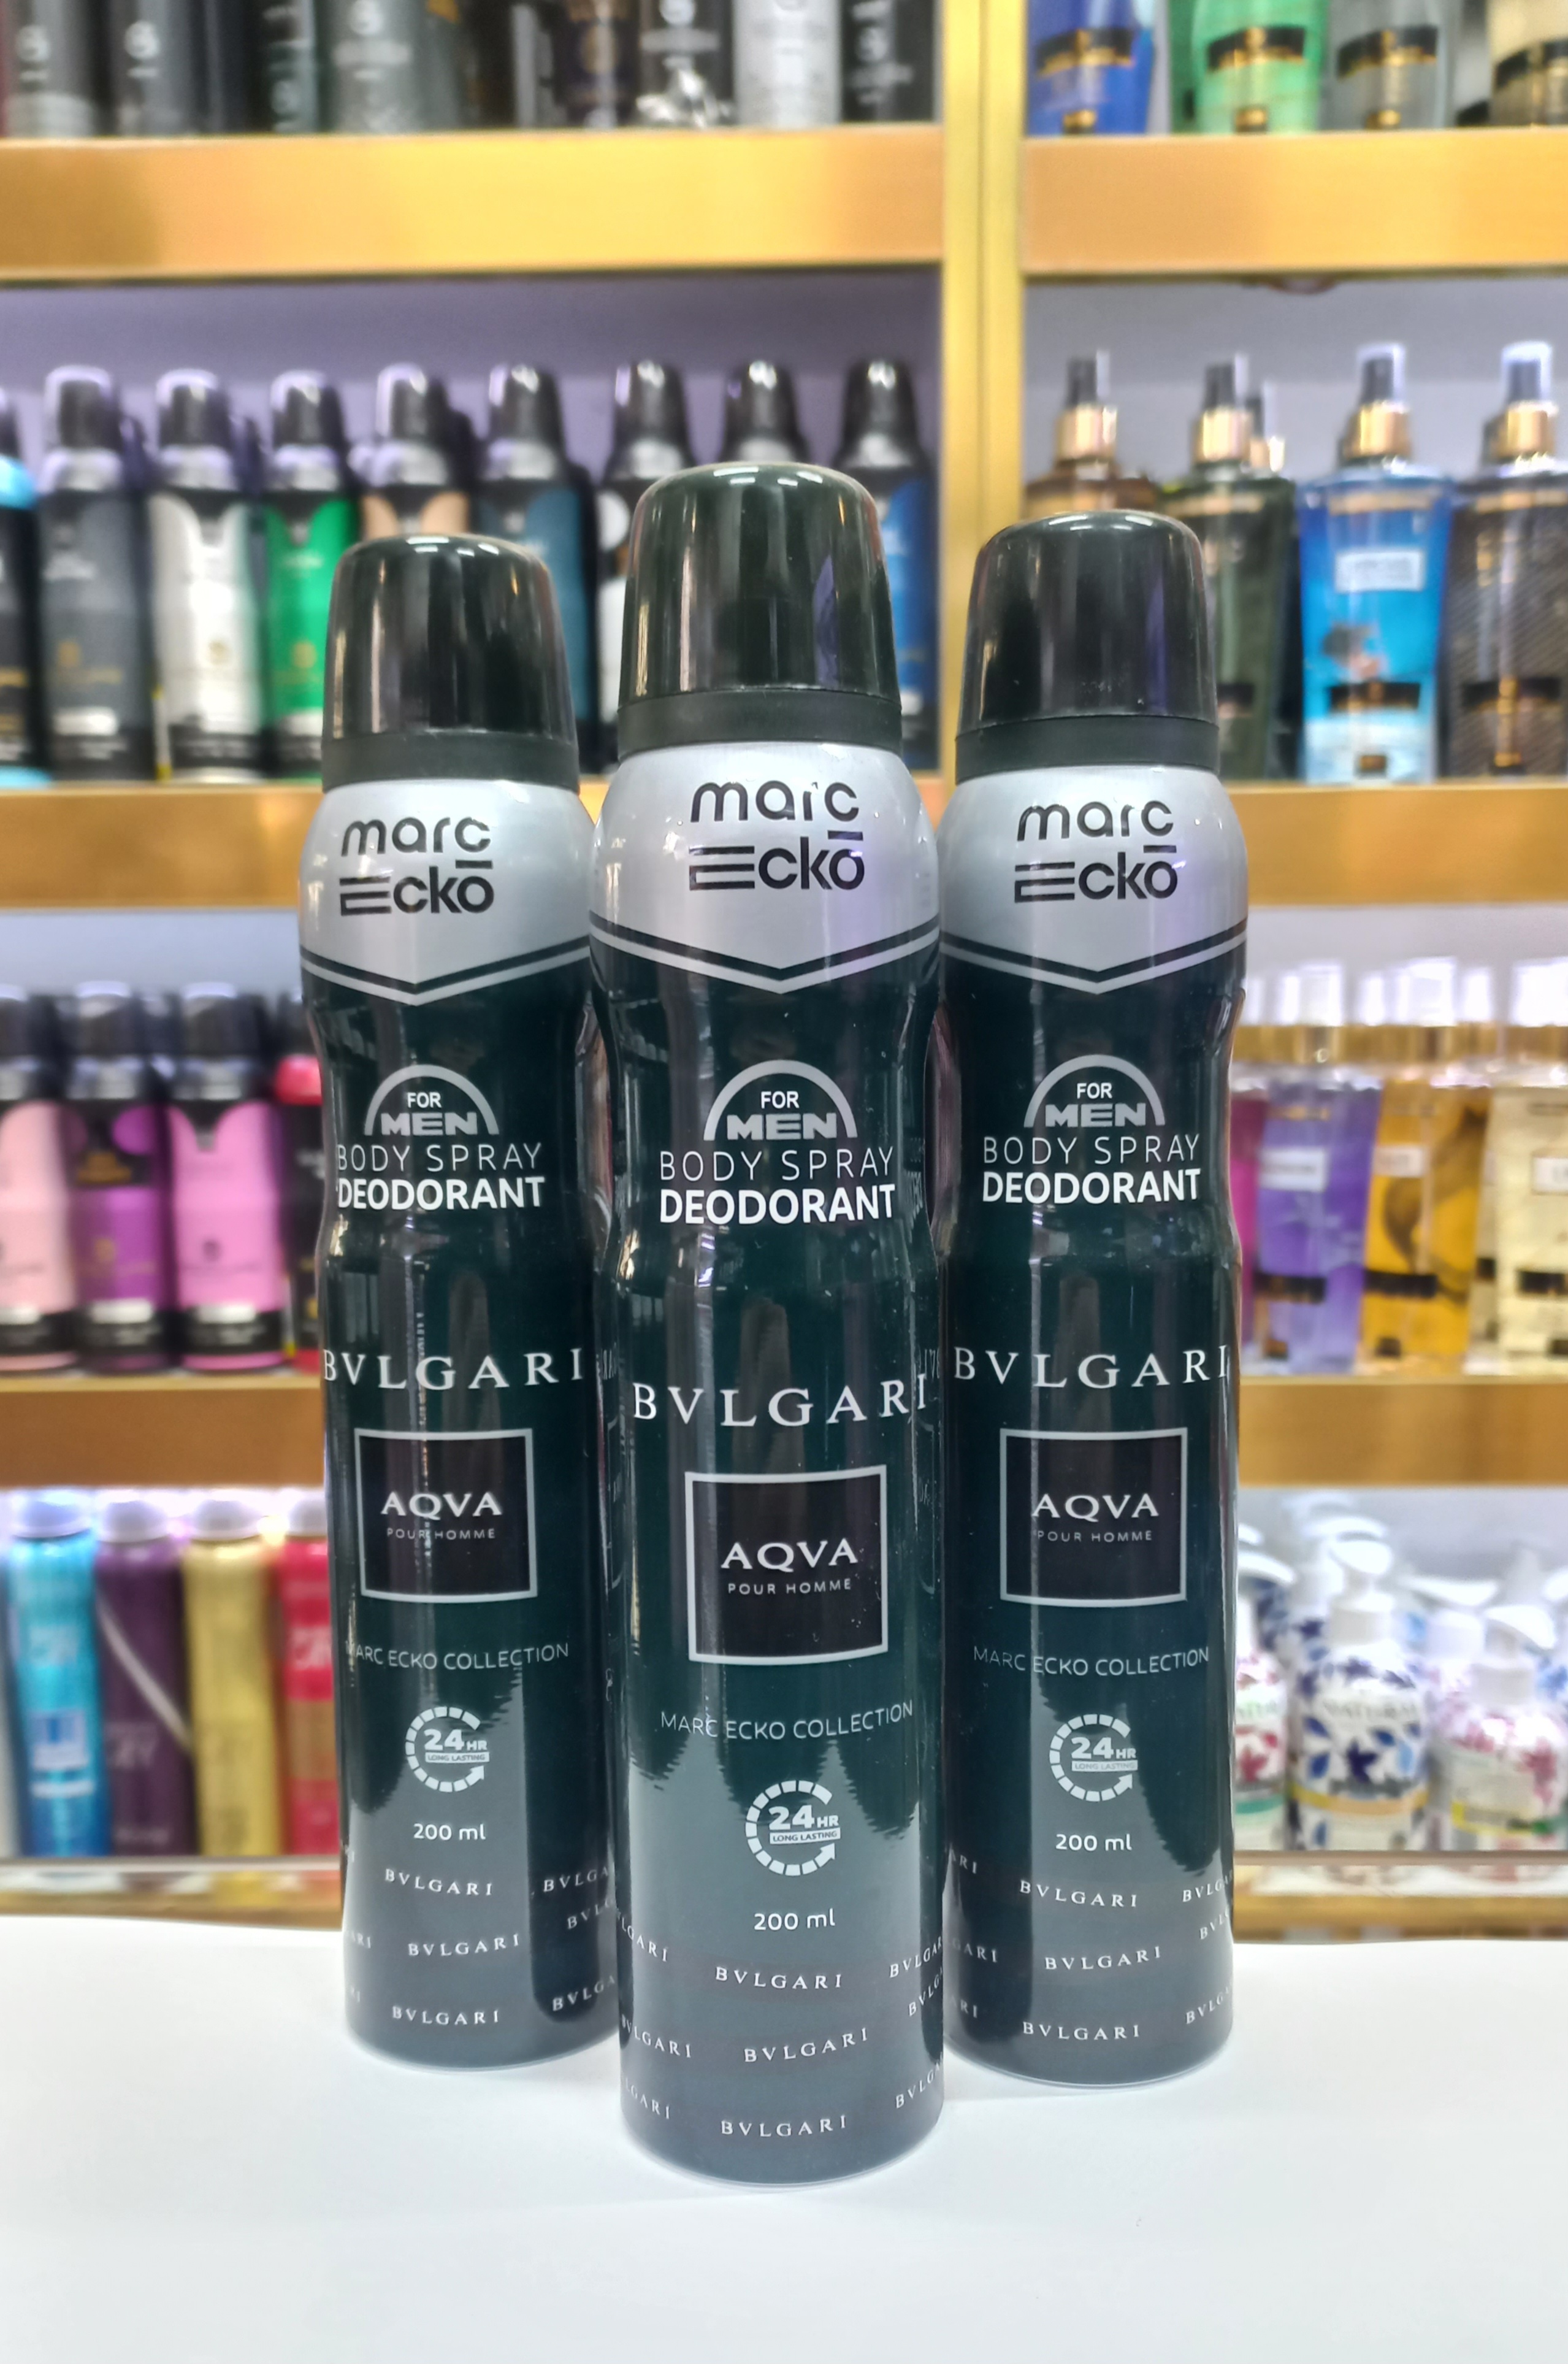 marc
Ecko
FOR
MEN
BODY SPRAY
DEODORANT
BVLGARI
AQVA
POUR HOMME
MARC ECKO COLLECTION
24HR
LONG LASTING
200 ml
BVLGARI
BVLGARI
BVLGARI
marc
Ecko
FOR
MEN
BODY SPRAY
DEODORANT
BVLGARI
AQVA
POUR HOMME
MARC ECKO COLLECTION
24HR
LONG LASTING
200 ml
BVLGARI
BVLGARI
BVLGARI
marc
Ecko
FOR
MEN
BODY SPRAY
DEODORANT
BVLGARI
AQVA
POUR HOMME
MARC ECKO COLLECTION
24HR
LONG LASTING
200 ml
BVLGARI
BVLGARI
BVLGARI